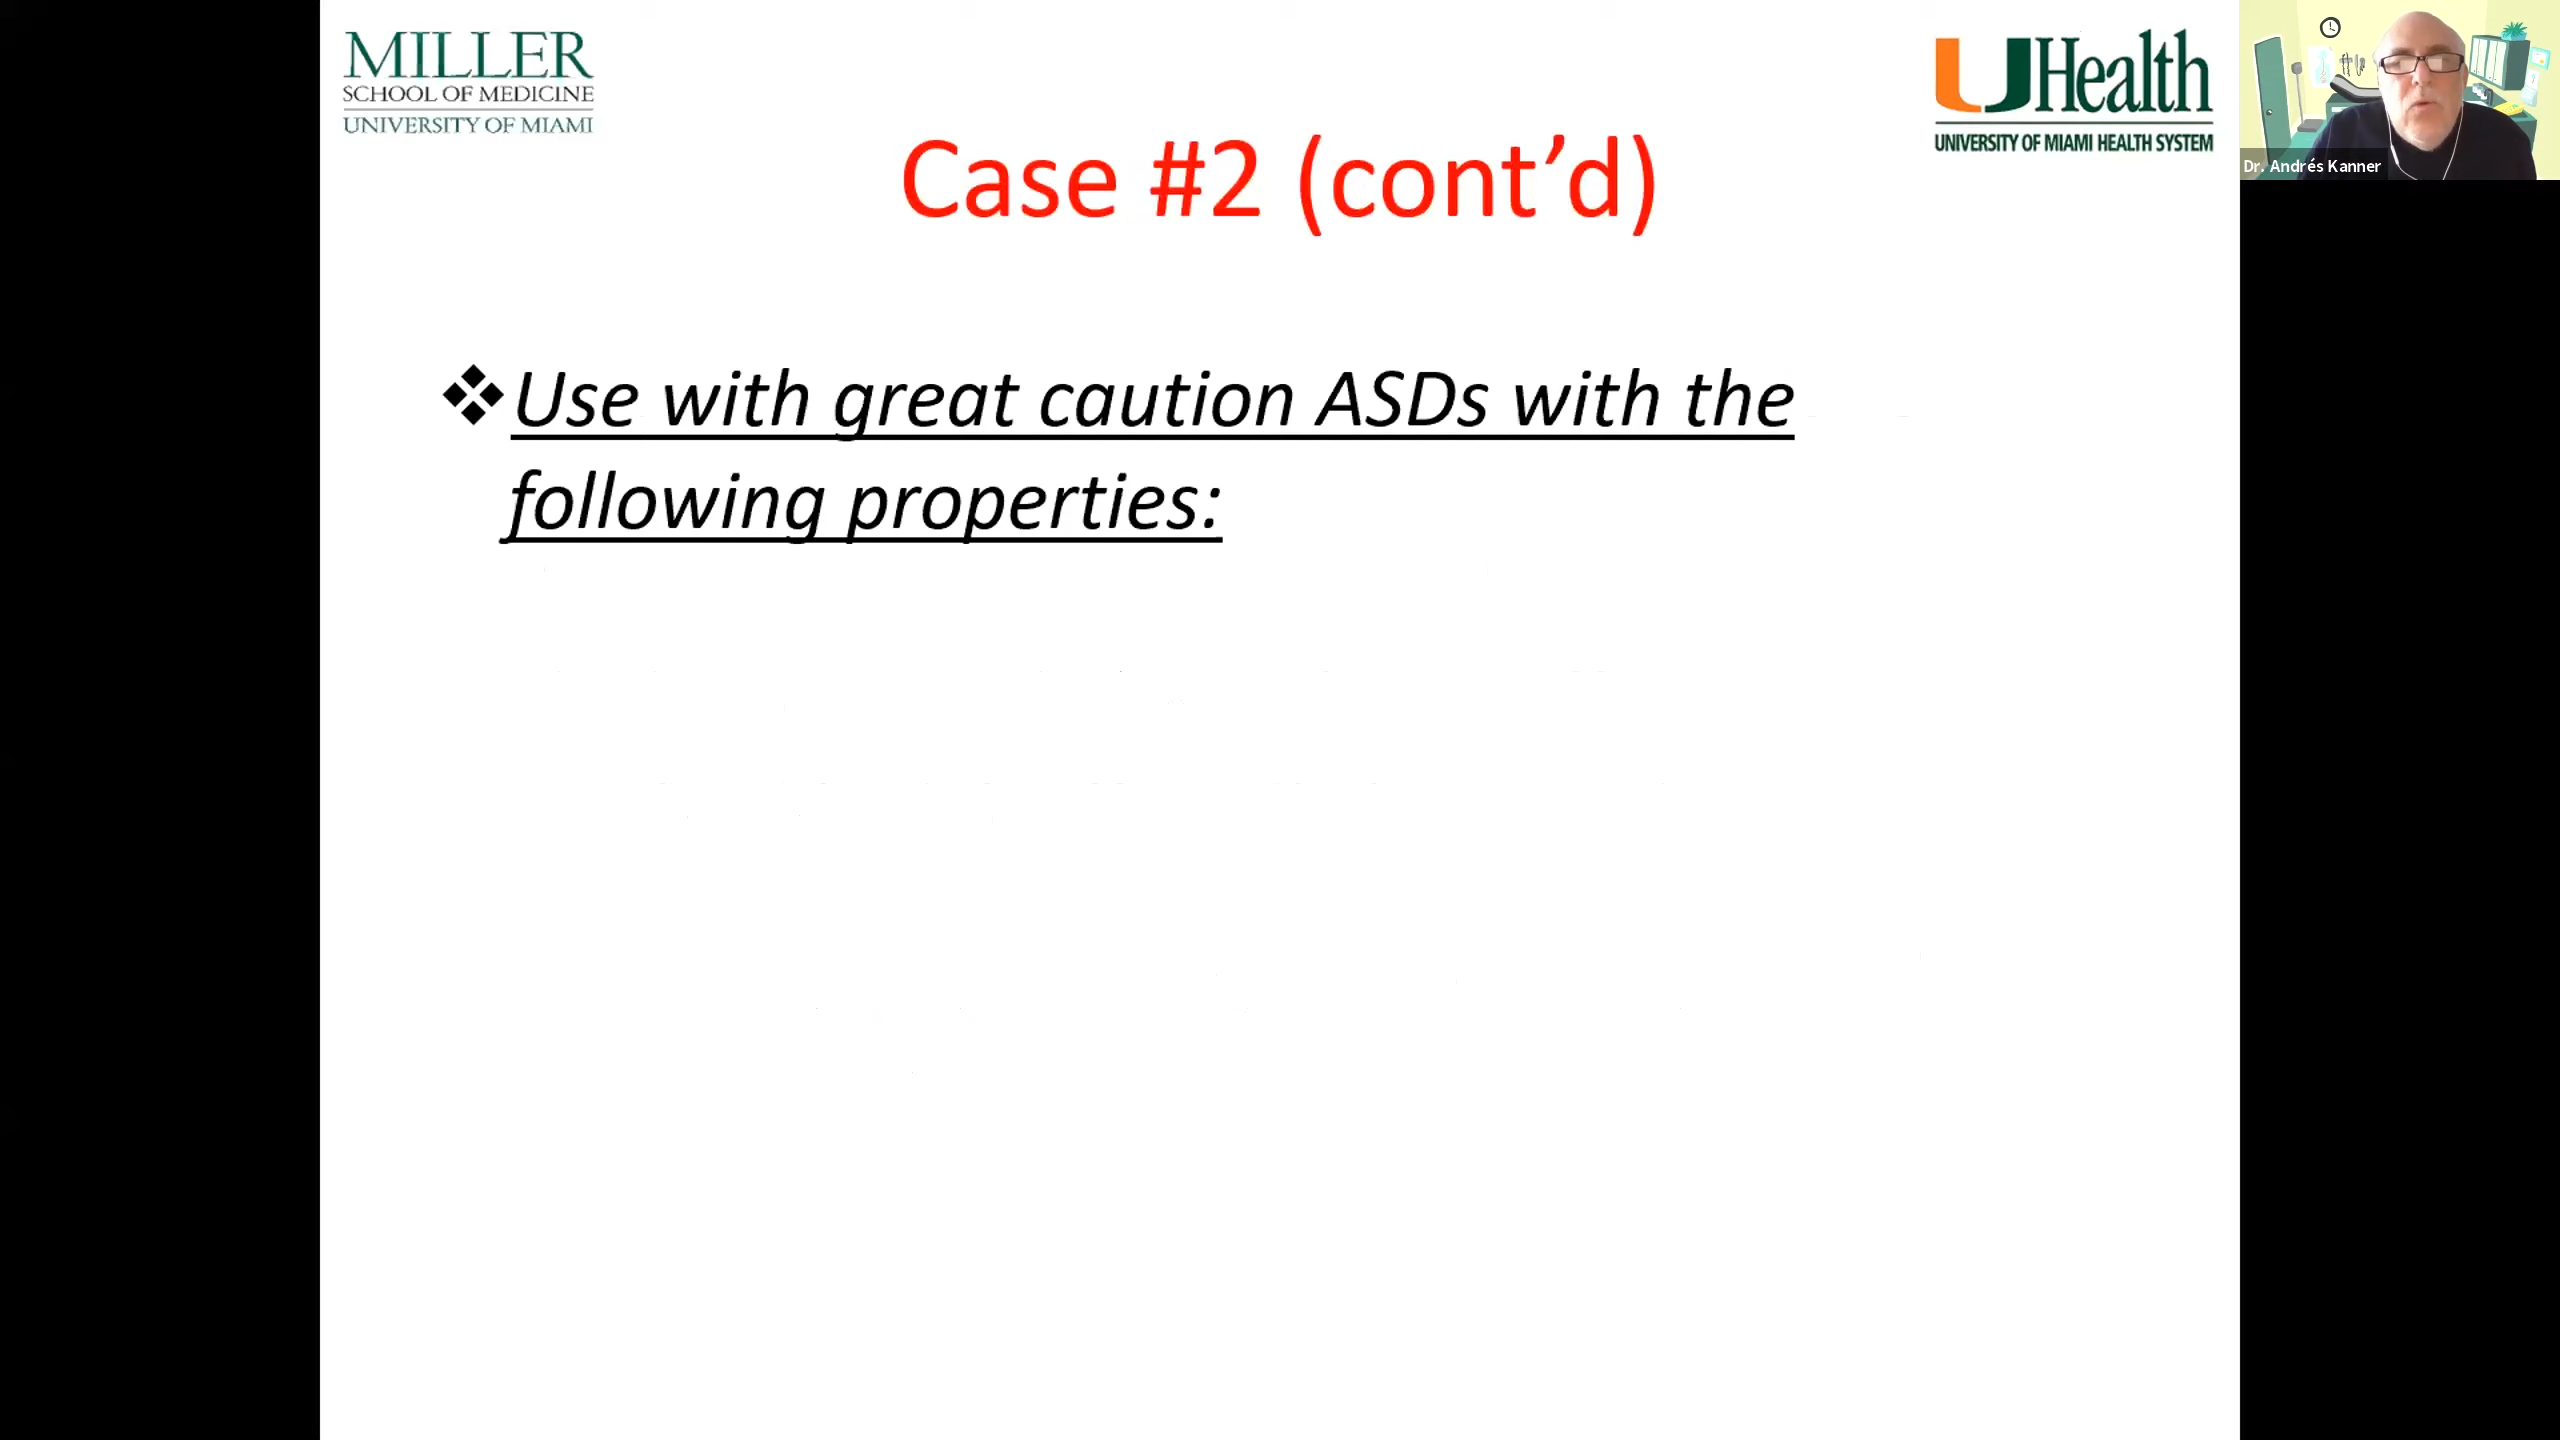 MILLER
SCHOOL OF MEDICINE
UNIVERSITY OF MIAMI
UHealth
UNIVERSITY OF MIAMI HEALTH SYSTEM
Dr. Andrés Kanner
Case #2 (cont’d)
❖Use with great caution ASDs with the
following properties: